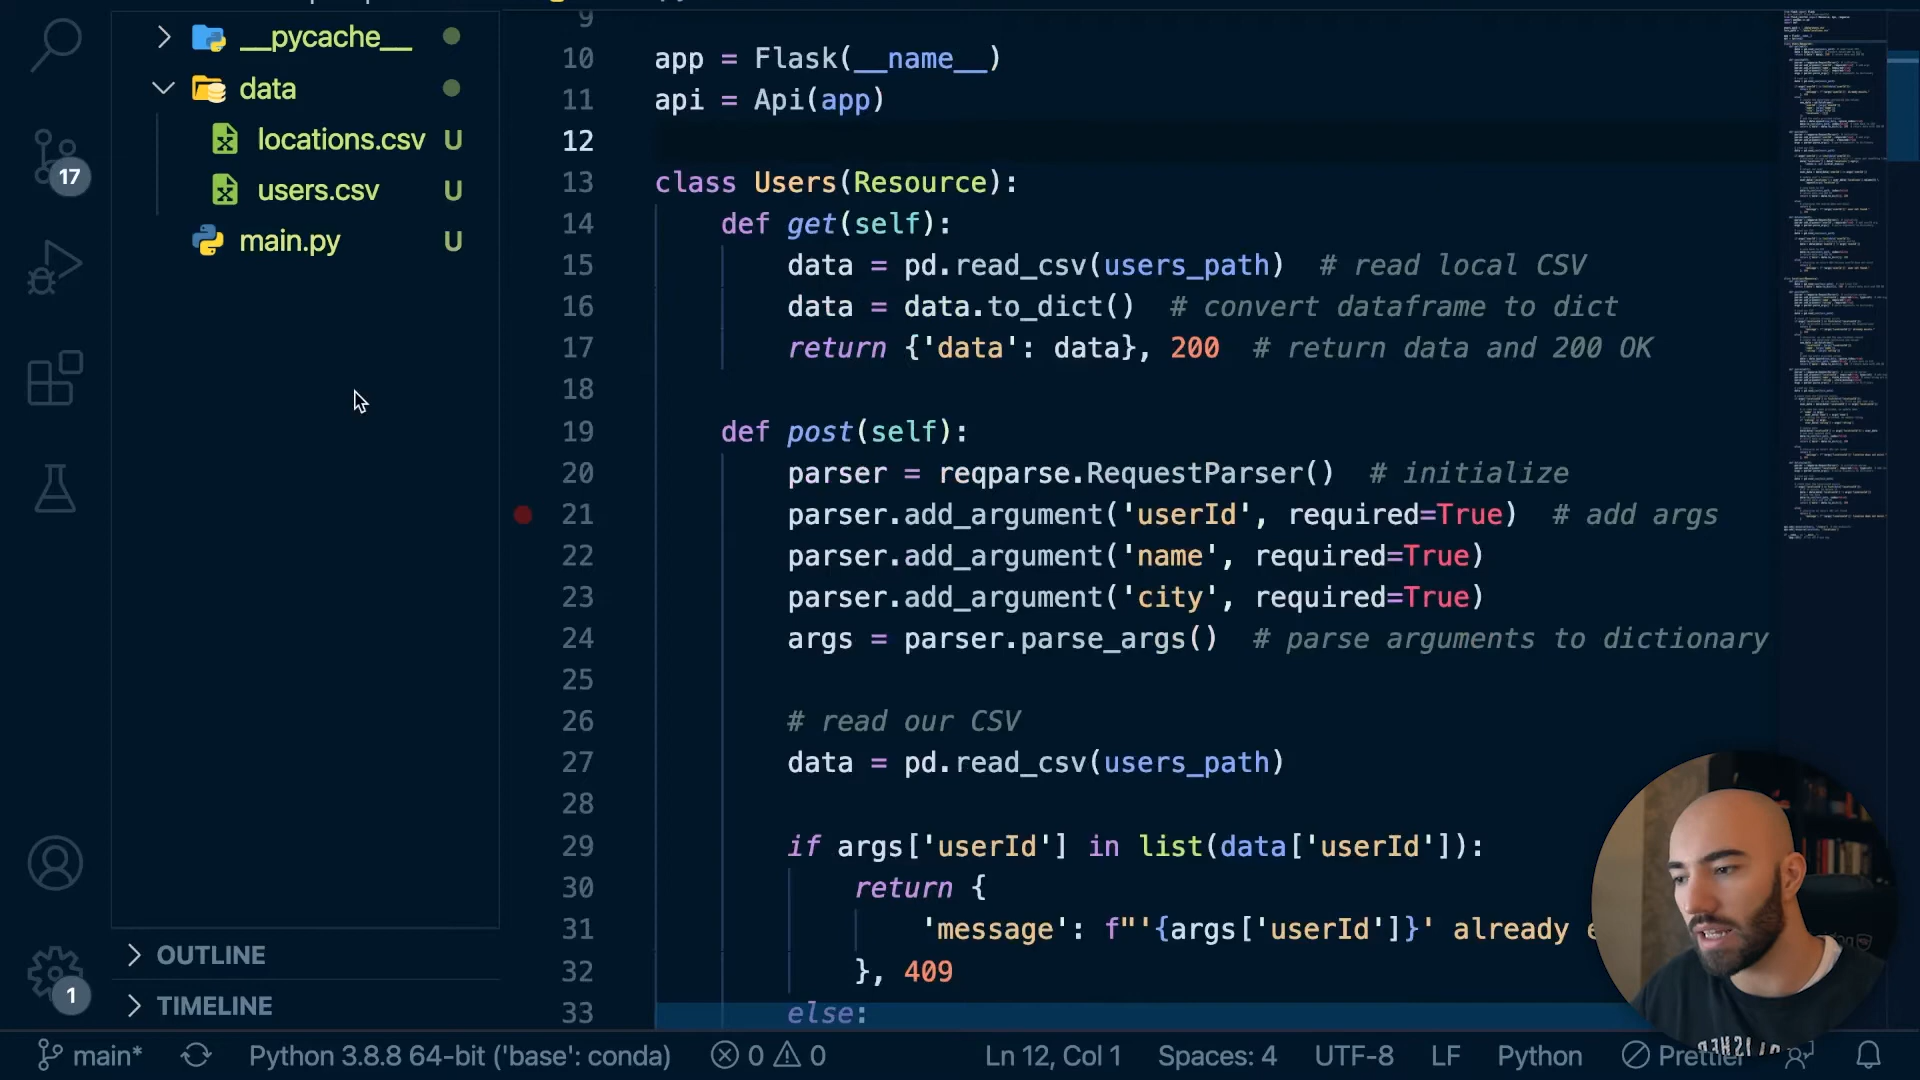 __pycache__
data
locations.csv U
users.csv U
main.py U
17
OUTLINE
TIMELINE
1
9
10 app = Flask(__name__)
11 api = Api(app)
12
13 class Users(Resource):
14 def get(self):
15 data = pd.read_csv(users_path)  # read local CSV
16 data = data.to_dict()  # convert dataframe to dict
17 return {'data': data}, 200  # return data and 200 OK
18
19 def post(self):
20 parser = reqparse.RequestParser()  # initialize
21 parser.add_argument('userId', required=True)  # add args
22 parser.add_argument('name', required=True)
23 parser.add_argument('city', required=True)
24 args = parser.parse_args()  # parse arguments to dictionary
25
26 # read our CSV
27 data = pd.read_csv(users_path)
28
29 if args['userId'] in list(data['userId']):
30 return {
31 'message': f"'{args['userId']}' already
32 }, 409
33 else:
main* Python 3.8.8 64-bit ('base': conda) 0 0 Ln 12, Col 1 Spaces: 4 UTF-8 LF Python Prettier